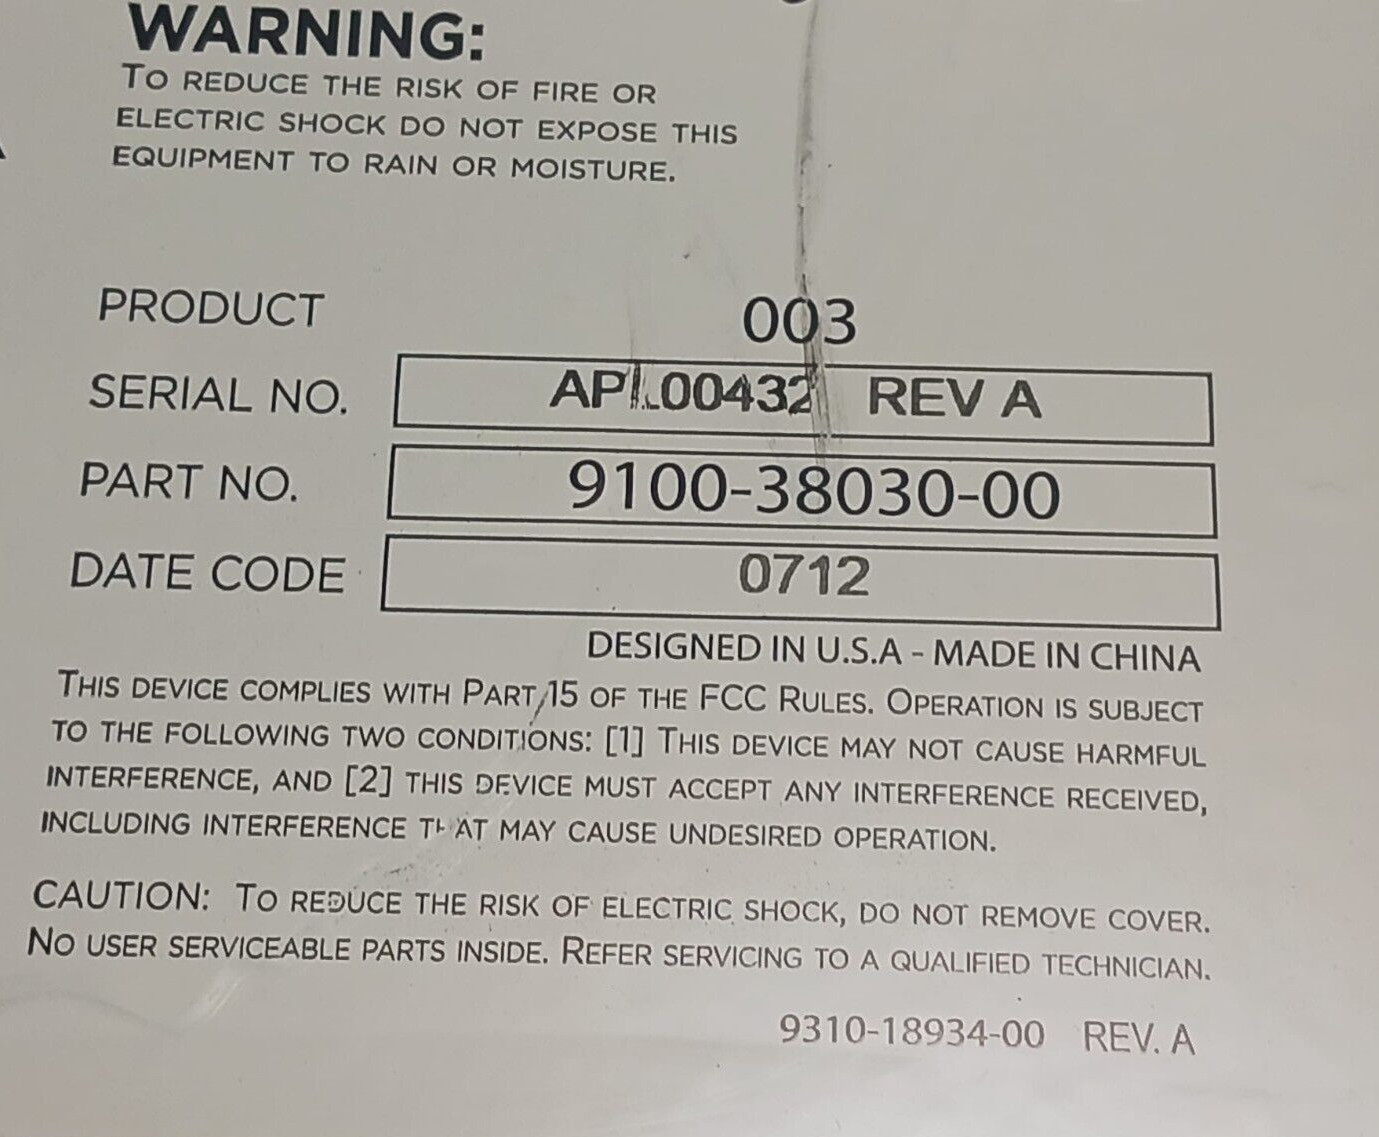 WARNING:
TO REDUCE THE RISK OF FIRE OR
ELECTRIC SHOCK DO NOT EXPOSE THIS
EQUIPMENT TO RAIN OR MOISTURE.
PRODUCT 003
SERIAL NO. APL00432 REV A
PART NO. 9100-38030-00
DATE CODE 0712
DESIGNED IN U.S.A - MADE IN CHINA
THIS DEVICE COMPLIES WITH PART 15 OF THE FCC RULES. OPERATION IS SUBJECT
TO THE FOLLOWING TWO CONDITIONS: [1] THIS DEVICE MAY NOT CAUSE HARMFUL
INTERFERENCE, AND [2] THIS DEVICE MUST ACCEPT ANY INTERFERENCE RECEIVED,
INCLUDING INTERFERENCE THAT MAY CAUSE UNDESIRED OPERATION.
CAUTION: TO REDUCE THE RISK OF ELECTRIC SHOCK, DO NOT REMOVE COVER.
NO USER SERVICEABLE PARTS INSIDE. REFER SERVICING TO A QUALIFIED TECHNICIAN.
9310-18934-00 REV. A